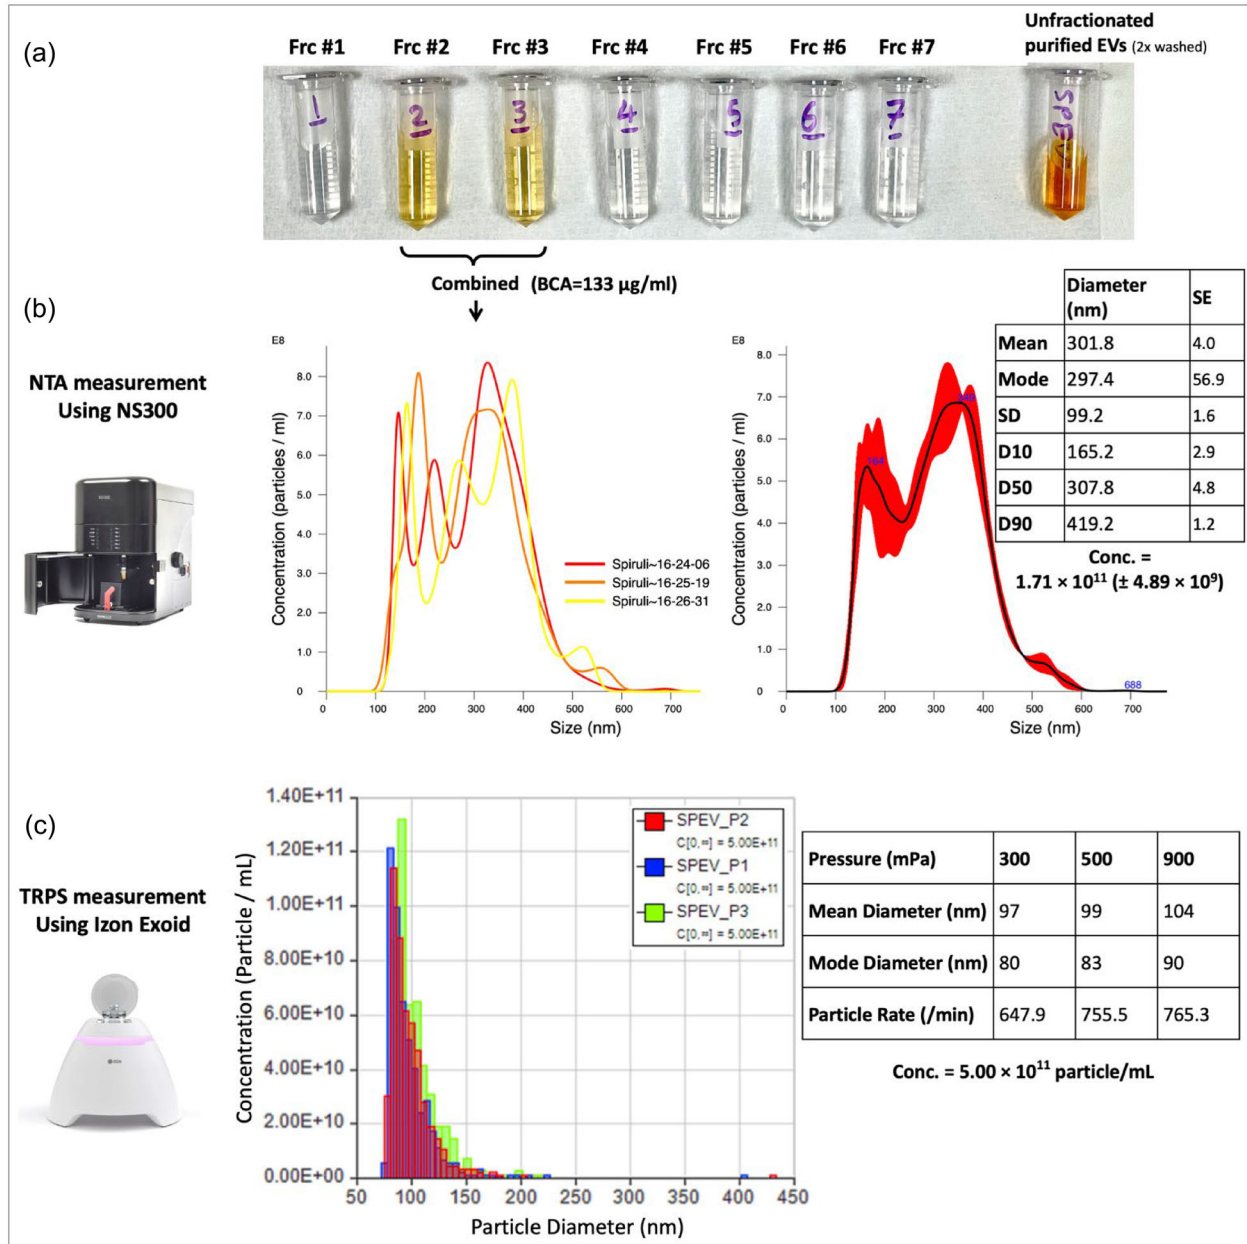 (a)
Frc #1 Frc #2 Frc #3 Frc #4 Frc #5 Frc #6 Frc #7
Unfractionated
purified EVs (2x washed)
1 2 3 4 5 6 7 SPEV
Combined (BCA=133 µg/ml)
(b)
NTA measurement
Using NS300
E8
Concentration (particles / ml)
8.0
7.0
6.0
5.0
4.0
3.0
2.0
1.0
0
0 100 200 300 400 500 600 700
Size (nm)
Spiruli~16-24-06
Spiruli~16-25-19
Spiruli~16-26-31
E8
Concentration (particles / ml)
8.0
7.0
6.0
5.0
4.0
3.0
2.0
1.0
0
164
349
688
0 100 200 300 400 500 600 700
Size (nm)
Diameter
(nm) SE
Mean 301.8 4.0
Mode 297.4 56.9
SD 99.2 1.6
D10 165.2 2.9
D50 307.8 4.8
D90 419.2 1.2
Conc. =
1.71 × 10¹¹ (± 4.89 × 10⁹)
(c)
TRPS measurement
Using Izon Exoid
Concentration (Particle / mL)
1.40E+11
1.20E+11
1.00E+11
8.00E+10
6.00E+10
4.00E+10
2.00E+10
0.00E+00
50 100 150 200 250 300 350 400 450
Particle Diameter (nm)
SPEV_P2
C[0,∞] = 5.00E+11
SPEV_P1
C[0,∞] = 5.00E+11
SPEV_P3
C[0,∞] = 5.00E+11
Pressure (mPa) 300 500 900
Mean Diameter (nm) 97 99 104
Mode Diameter (nm) 80 83 90
Particle Rate (/min) 647.9 755.5 765.3
Conc. = 5.00 × 10¹¹ particle/mL